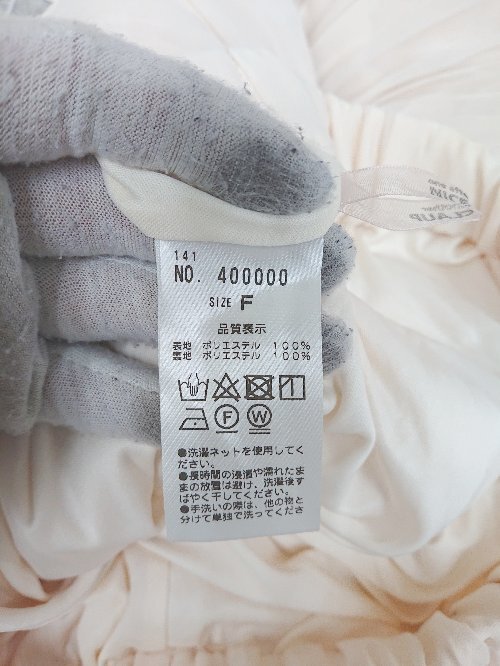 141
NO. 400000
SIZE F
品質表示
表地 ポリエステル 100%
裏地 ポリエステル 100%
F W
●洗濯ネットを使用してく
ださい。
●長時間の浸漬や濡れたま
まの放置は避け、洗濯後す
ばやく干してください。
●手洗いの際は、他の物と
分けて単独で洗ってくださ